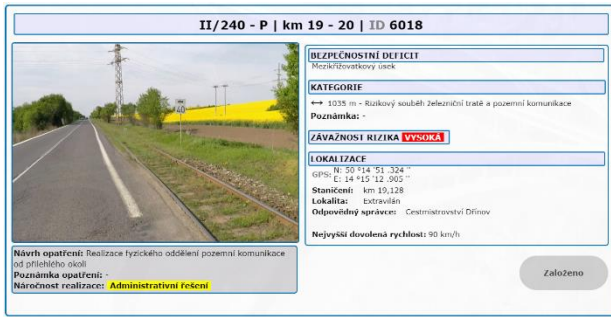 II/240 - P | km 19 - 20 | ID 6018
BEZPEČNOSTNÍ DEFICIT
Mezikřižovatkový úsek
KATEGORIE
↔ 1035 m - Rizikový souběh železniční tratě a pozemní komunikace
Poznámka: -
ZÁVAŽNOST RIZIKA VYSOKÁ
LOKALIZACE
GPS: N: 50 °14 '51 .324 ''
E: 14 °15 '12 .905 ''
Staničení: km 19,128
Lokalita: Extravilán
Odpovědný správce: Cestmistrovství Dřínov
Nejvyšší dovolená rychlost: 90 km/h
Návrh opatření: Realizace fyzického oddělení pozemní komunikace
od přilehlého okolí
Poznámka opatření: -
Náročnost realizace: Administrativní řešení
Založeno